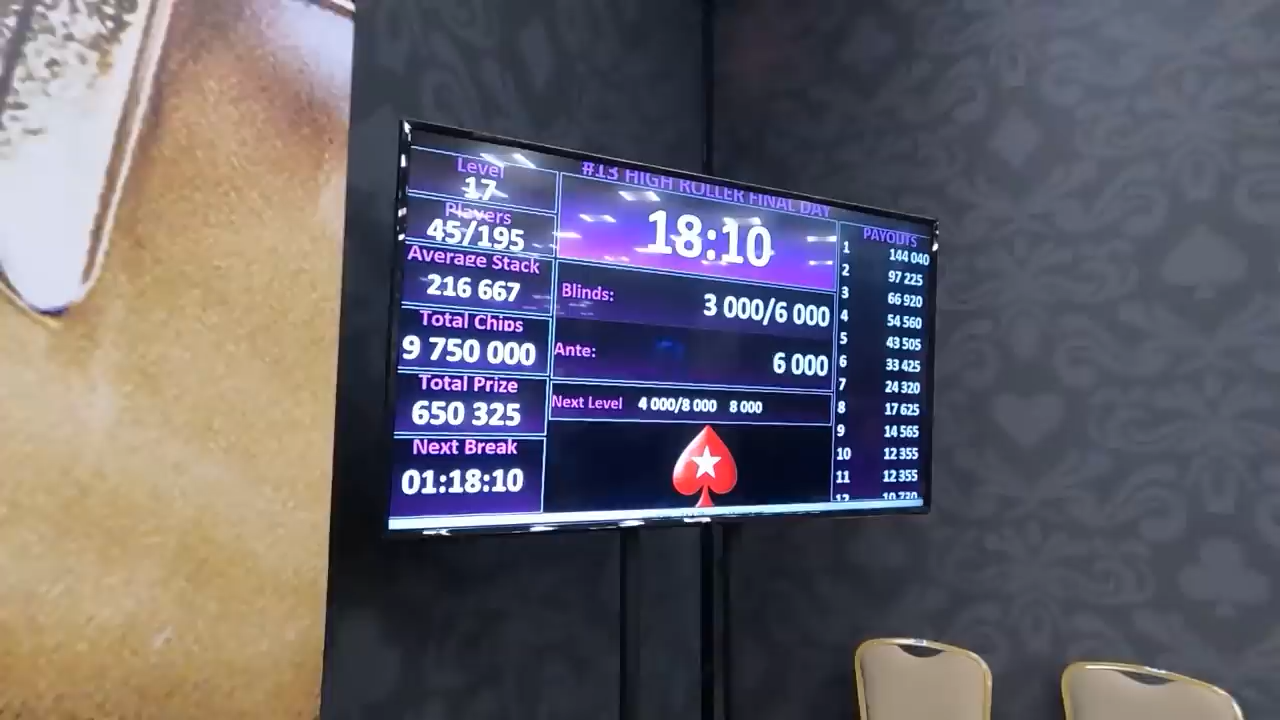 #13 HIGH ROLLER FINAL DAY
Level
17
Players
45/195
Average Stack
216 667
Total Chips
9 750 000
Total Prize
650 325
Next Break
01:18:10
18:10
Blinds:
3 000/6 000
Ante:
6 000
Next Level 4 000/8 000 8 000
PAYOUTS
1 144 040
2 97 225
3 66 920
4 54 560
5 43 505
6 33 425
7 24 320
8 17 625
9 14 565
10 12 355
11 12 355
12 10 730